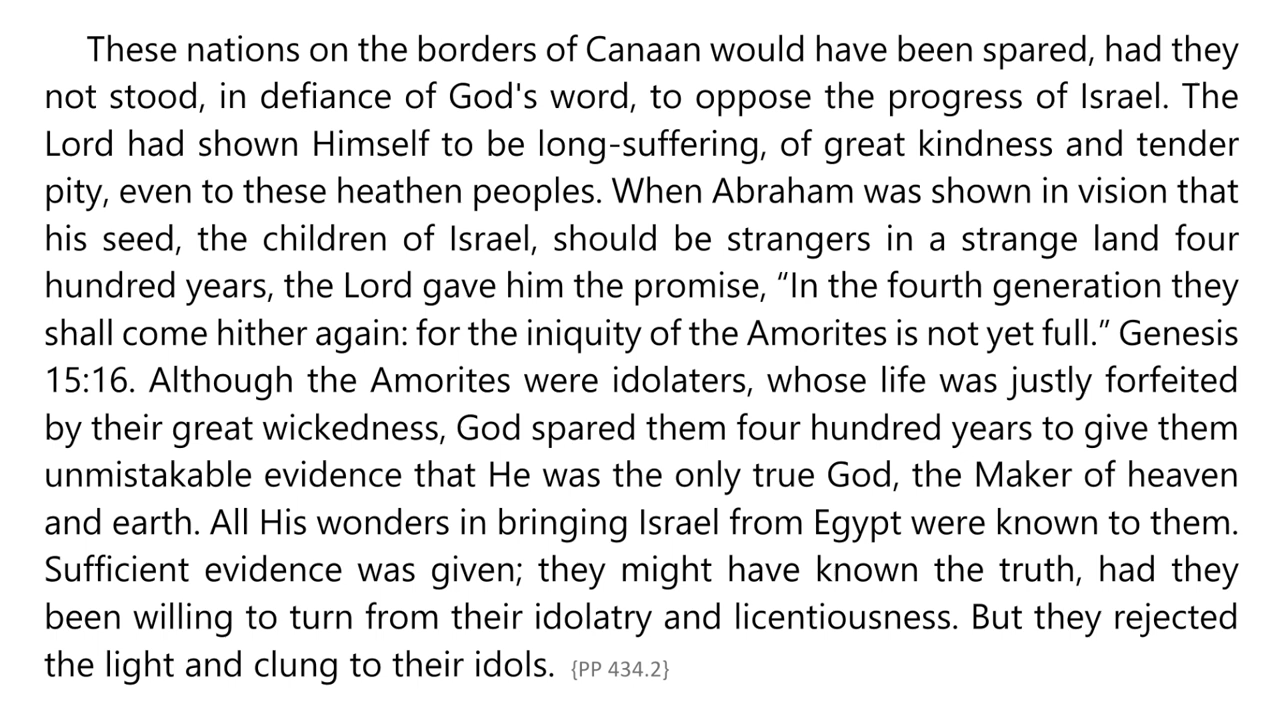 These nations on the borders of Canaan would have been spared, had they
not stood, in defiance of God's word, to oppose the progress of Israel. The
Lord had shown Himself to be long-suffering, of great kindness and tender
pity, even to these heathen peoples. When Abraham was shown in vision that
his seed, the children of Israel, should be strangers in a strange land four
hundred years, the Lord gave him the promise, “In the fourth generation they
shall come hither again: for the iniquity of the Amorites is not yet full.” Genesis
15:16. Although the Amorites were idolaters, whose life was justly forfeited
by their great wickedness, God spared them four hundred years to give them
unmistakable evidence that He was the only true God, the Maker of heaven
and earth. All His wonders in bringing Israel from Egypt were known to them.
Sufficient evidence was given; they might have known the truth, had they
been willing to turn from their idolatry and licentiousness. But they rejected
the light and clung to their idols. {PP 434.2}